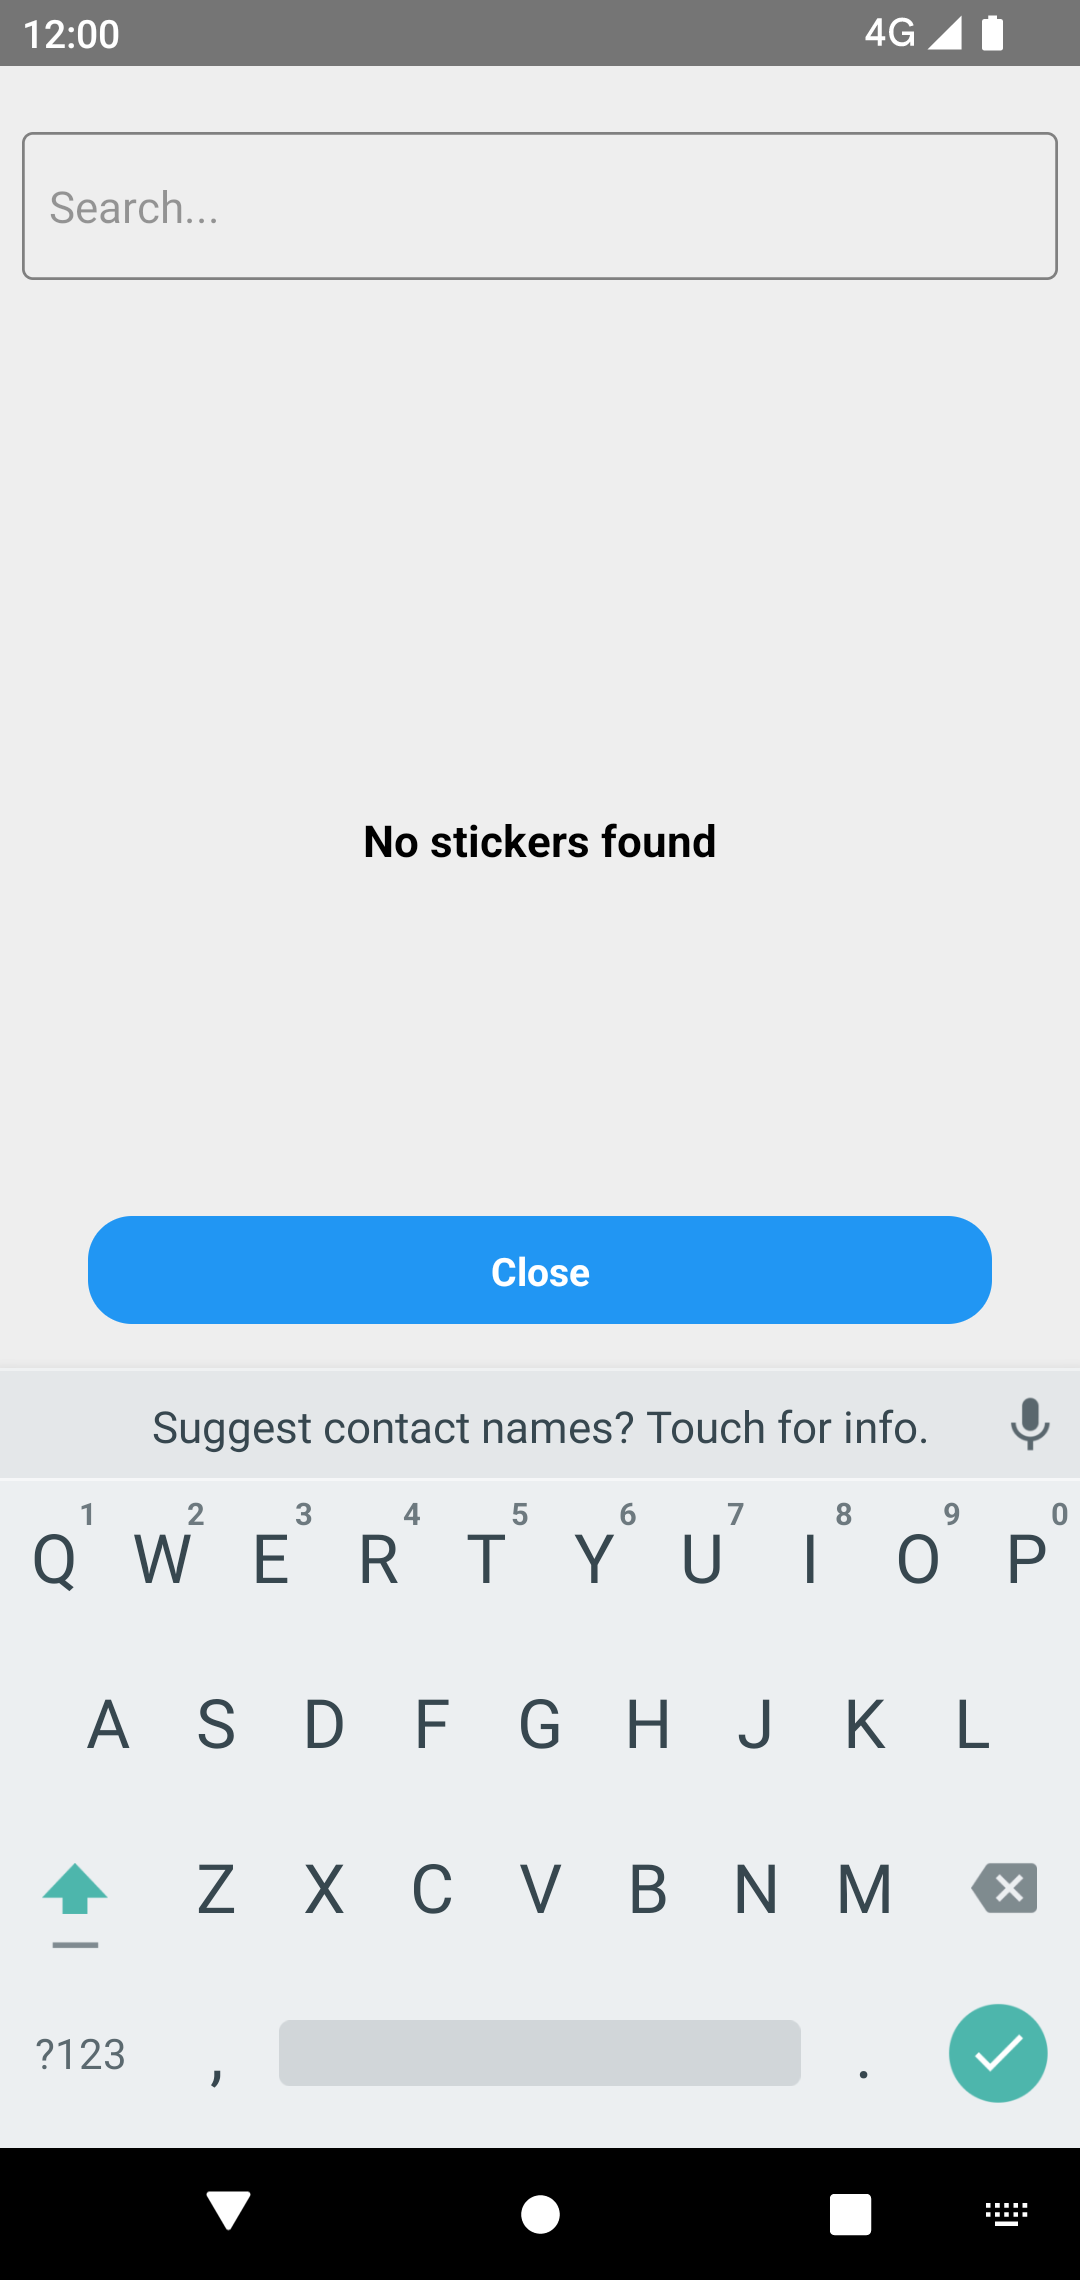 12:00 4G
Search...
No stickers found
Close
Suggest contact names? Touch for info.
1 2 3 4 5 6 7 8 9 0
Q W E R T Y U I O P
A S D F G H J K L
Z X C V B N M
?123 , .